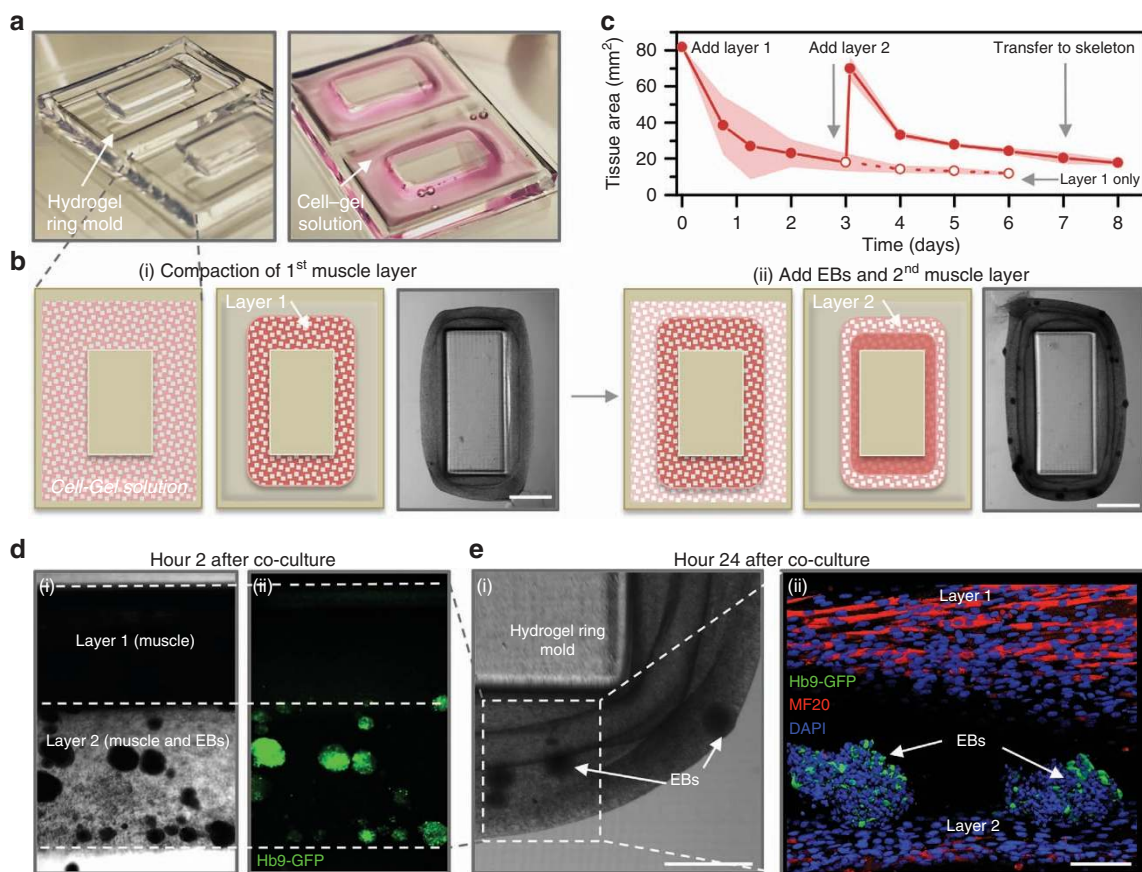 a
Hydrogel
ring mold
Cell–gel
solution
c
Tissue area (mm²)
80
60
40
20
0
Add layer 1
Add layer 2
Transfer to skeleton
Layer 1 only
0 1 2 3 4 5 6 7 8
Time (days)
b
(i) Compaction of 1st muscle layer
Cell-Gel solution
Layer 1
(ii) Add EBs and 2nd muscle layer
Layer 2
d
Hour 2 after co-culture
(i)
Layer 1 (muscle)
Layer 2 (muscle and EBs)
(ii)
Hb9-GFP
e
Hour 24 after co-culture
(i)
Hydrogel ring
mold
EBs
(ii)
Layer 1
Hb9-GFP
MF20
DAPI
EBs
Layer 2